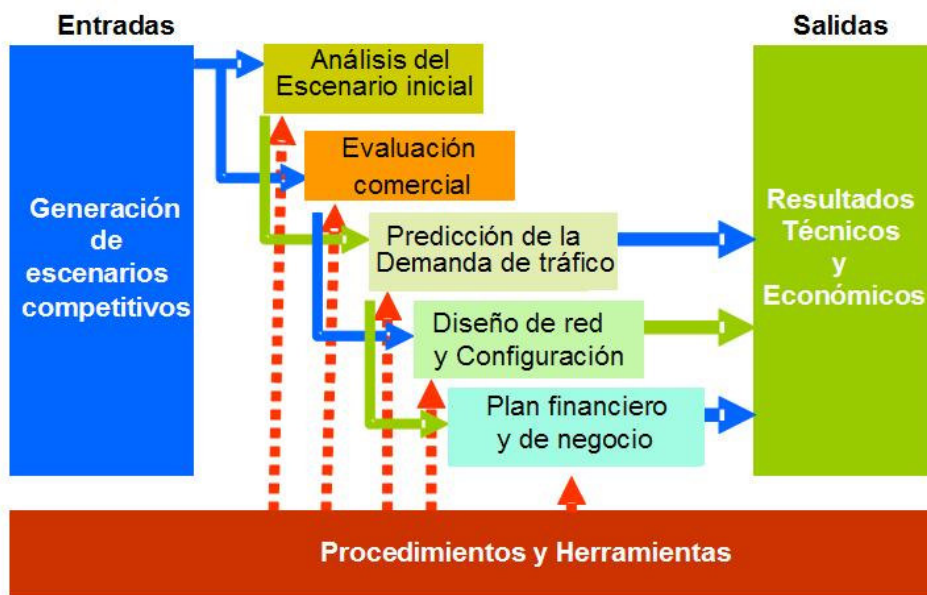 Entradas
Salidas
Generación
de
escenarios
competitivos
Análisis del
Escenario inicial
Evaluación
comercial
Predicción de la
Demanda de tráfico
Diseño de red
y Configuración
Plan financiero
y de negocio
Resultados
Técnicos
y
Económicos
Procedimientos y Herramientas